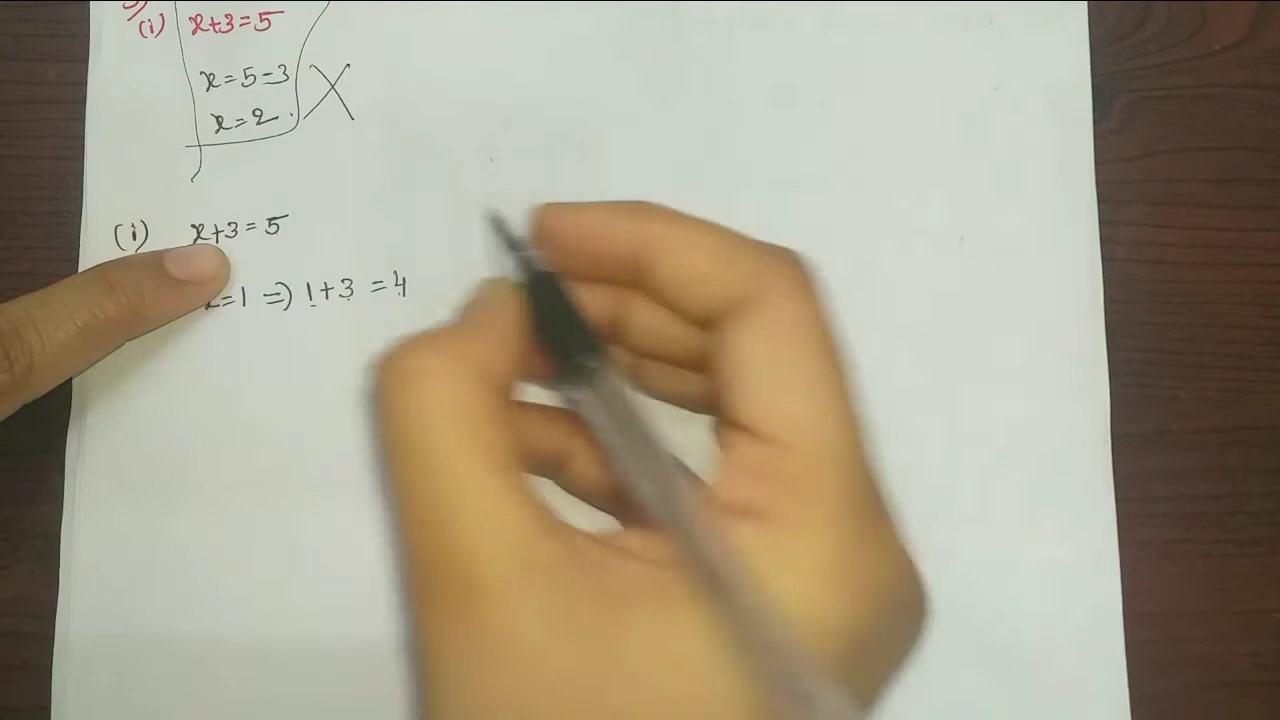 (i) x+3=5
x=5-3
x=2.
(i) x+3=5
x=1 => 1+3 =4